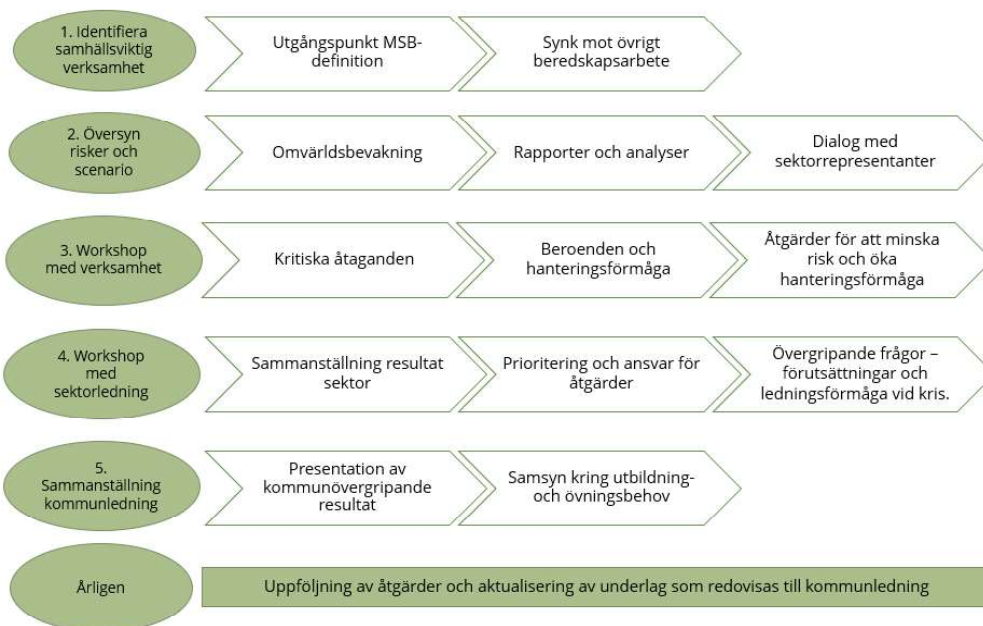 1. Identifiera
samhällsviktig
verksamhet
Utgångspunkt MSB-
definition
Synk mot övrigt
beredskapsarbete
2. Översyn
risker och
scenario
Omvärldsbevakning
Rapporter och analyser
Dialog med
sektorrepresentanter
3. Workshop
med verksamhet
Kritiska åtaganden
Beroenden och
hanteringsförmåga
Åtgärder för att minska
risk och öka
hanteringsförmåga
4. Workshop
med
sektorledning
Sammanställning resultat
sektor
Prioritering och ansvar för
åtgärder
Övergripande frågor –
förutsättningar och
ledningsförmåga vid kris.
5.
Sammanställning
kommunledning
Presentation av
kommunövergripande
resultat
Samsyn kring utbildning-
och övningsbehov
Årligen
Uppföljning av åtgärder och aktualisering av underlag som redovisas till kommunledning